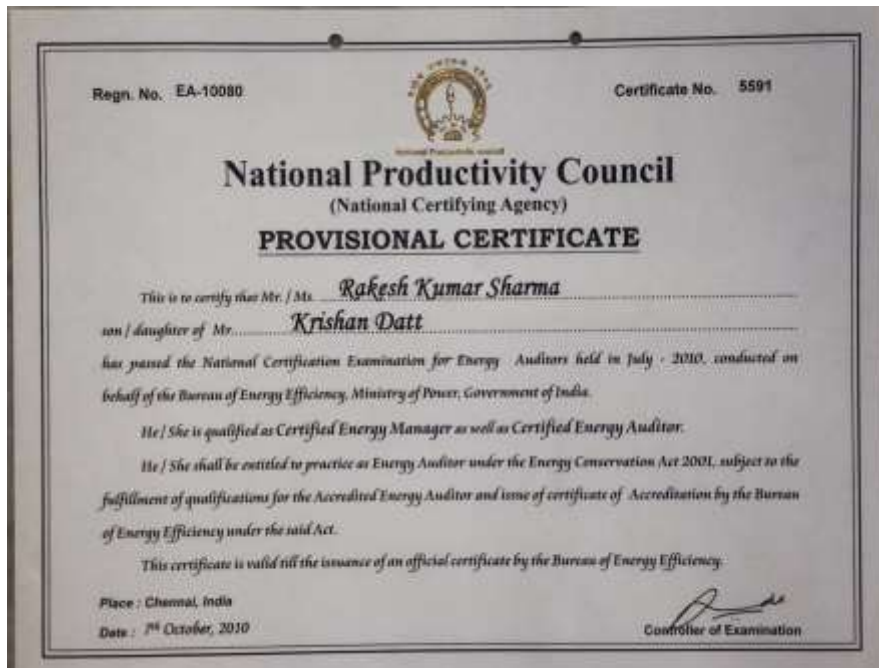 Regn. No. EA-10080
Certificate No. 5591
National Productivity Council
National Productivity Council
(National Certifying Agency)
PROVISIONAL CERTIFICATE
This is to certify that Mr. / Ms. Rakesh Kumar Sharma
son / daughter of Mr. Krishan Datt
has passed the National Certification Examination for Energy Auditors held in July - 2010, conducted on
behalf of the Bureau of Energy Efficiency, Ministry of Power, Government of India.
He / She is qualified as Certified Energy Manager as well as Certified Energy Auditor.
He / She shall be entitled to practice as Energy Auditor under the Energy Conservation Act 2001, subject to the
fulfillment of qualifications for the Accredited Energy Auditor and issue of certificate of Accreditation by the Bureau
of Energy Efficiency under the said Act.
This certificate is valid till the issuance of an official certificate by the Bureau of Energy Efficiency.
Place : Chennai, India
Date : 7th October, 2010
Controller of Examination